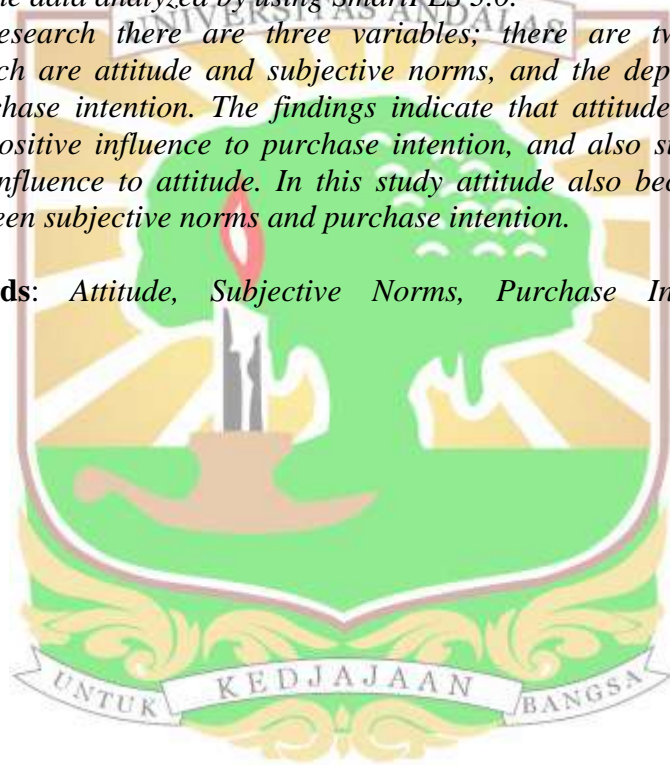 he data analyzed by using SmartPLS 3.0.
UNIVERSITAS ANDALAS
esearch there are three variables; there are tw
ch are attitude and subjective norms, and the dep
chase intention. The findings indicate that attitude
ositive influence to purchase intention, and also s
nfluence to attitude. In this study attitude also bec
een subjective norms and purchase intention.
ds: Attitude, Subjective Norms, Purchase In
UNTUK KEDJAJAAN BANGSA